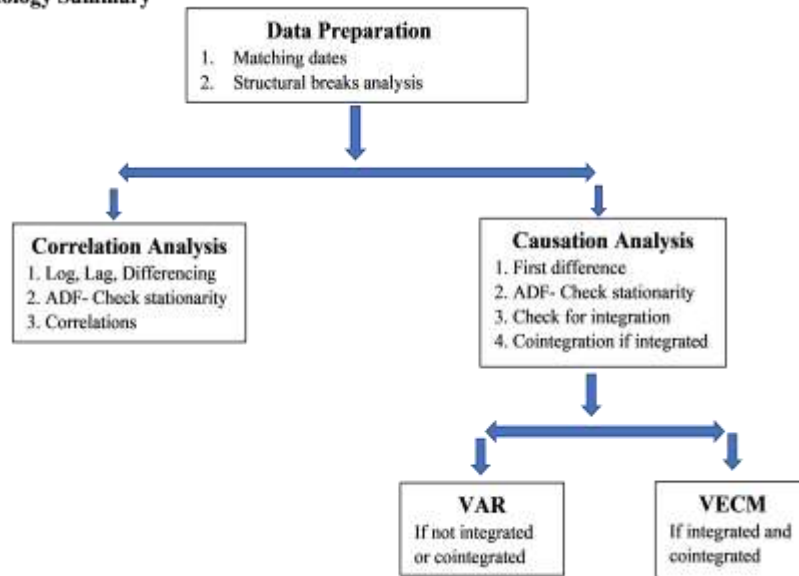 Summary
Data Preparation
1. Matching dates
2. Structural breaks analysis
Correlation Analysis
1. Log, Lag, Differencing
2. ADF- Check stationarity
3. Correlations
Causation Analysis
1. First difference
2. ADF- Check stationarity
3. Check for integration
4. Cointegration if integrated
VAR
If not integrated
or cointegrated
VECM
If integrated and
cointegrated